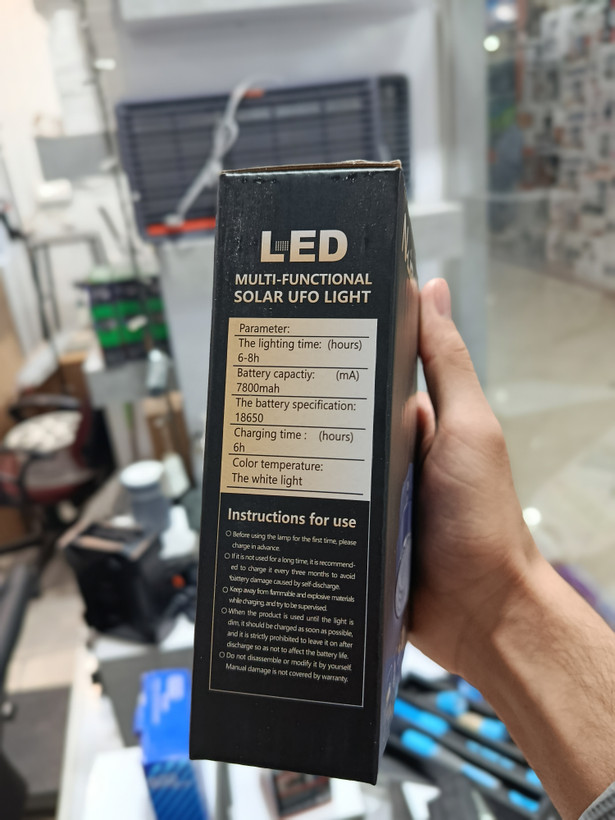 LED
MULTI-FUNCTIONAL
SOLAR UFO LIGHT
Parameter:
The lighting time: (hours)
6-8h
Battery capactiy: (mA)
7800mah
The battery specification:
18650
Charging time : (hours)
6h
Color temperature:
The white light
Instructions for use
Before using the lamp for the first time, please
charge in advance.
If it is not used for a long time, it is recommend-
ed to charge it every three months to avoid
battery damage caused by self-discharge.
Keep away from flammable and explosive materials
while charging, and try to be supervised.
When the product is used until the light is
dim, it should be charged as soon as possible,
and it is strictly prohibited to leave it on after
discharge so as not to affect the battery life.
Do not disassemble or modify it by yourself.
Manual damage is not covered by warranty.